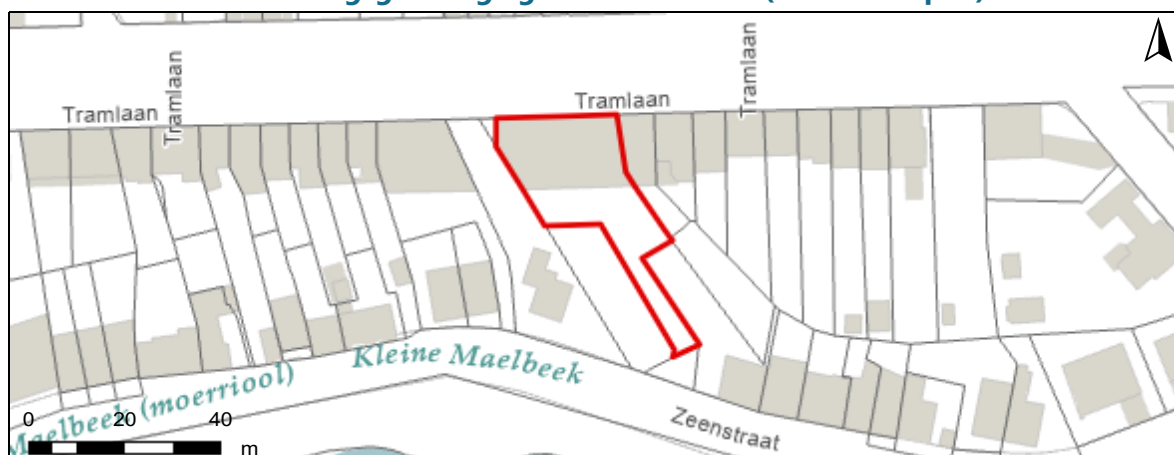 Tramlaan
Tramlaan
Tramlaan
Tramlaan
Kleine Maelbeek
Maelbeek (moerriool)
Zeenstraat
0 20 40
m